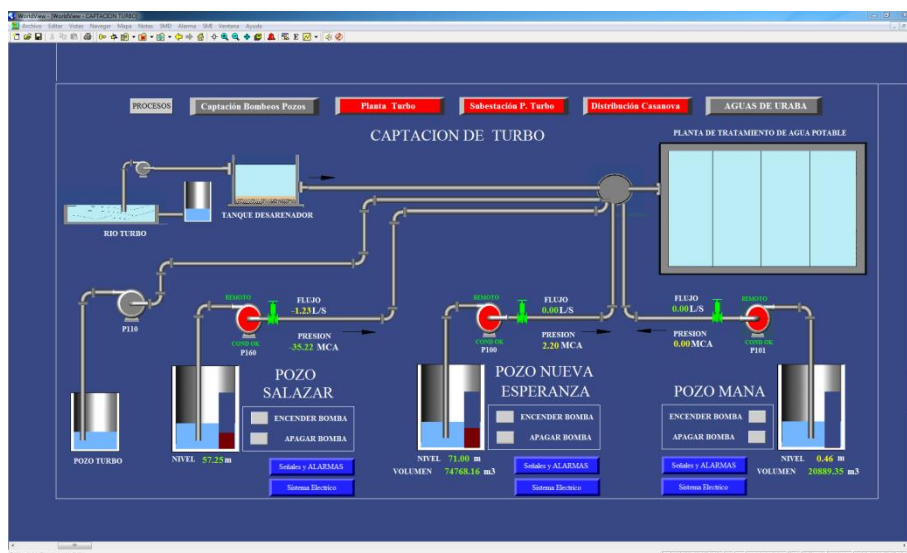 WorldView - [WorldView - CAPTACION TURBO]
Archivo Editar Vistas Navegar Mapa Notas SMD Alarma SME Ventana Ayuda
PROCESOS
Captación Bombeos Pozos
Planta Turbo
Subestación P. Turbo
Distribución Casanova
AGUAS DE URABA
CAPTACION DE TURBO
PLANTA DE TRATAMIENTO DE AGUA POTABLE
TANQUE DESARENADOR
RIO TURBO
P110
POZO TURBO
REMOTO
COND OK
P160
FLUJO
-1.23L/S
PRESION
-35.22 MCA
POZO
SALAZAR
ENCENDER BOMBA
APAGAR BOMBA
NIVEL 57.25 m
Señales y ALARMAS
Sistema Electrico
REMOTO
COND OK
P100
FLUJO
0.00L/S
PRESION
2.20 MCA
POZO NUEVA
ESPERANZA
ENCENDER BOMBA
APAGAR BOMBA
NIVEL 71.00 m
VOLUMEN 74768.16 m3
Señales y ALARMAS
Sistema Electrico
FLUJO
0.00L/S
PRESION
0.00MCA
REMOTO
COND OK
P101
POZO MANA
ENCENDER BOMBA
APAGAR BOMBA
NIVEL 0.46 m
VOLUMEN 20889.35 m3
Señales y ALARMAS
Sistema Electrico